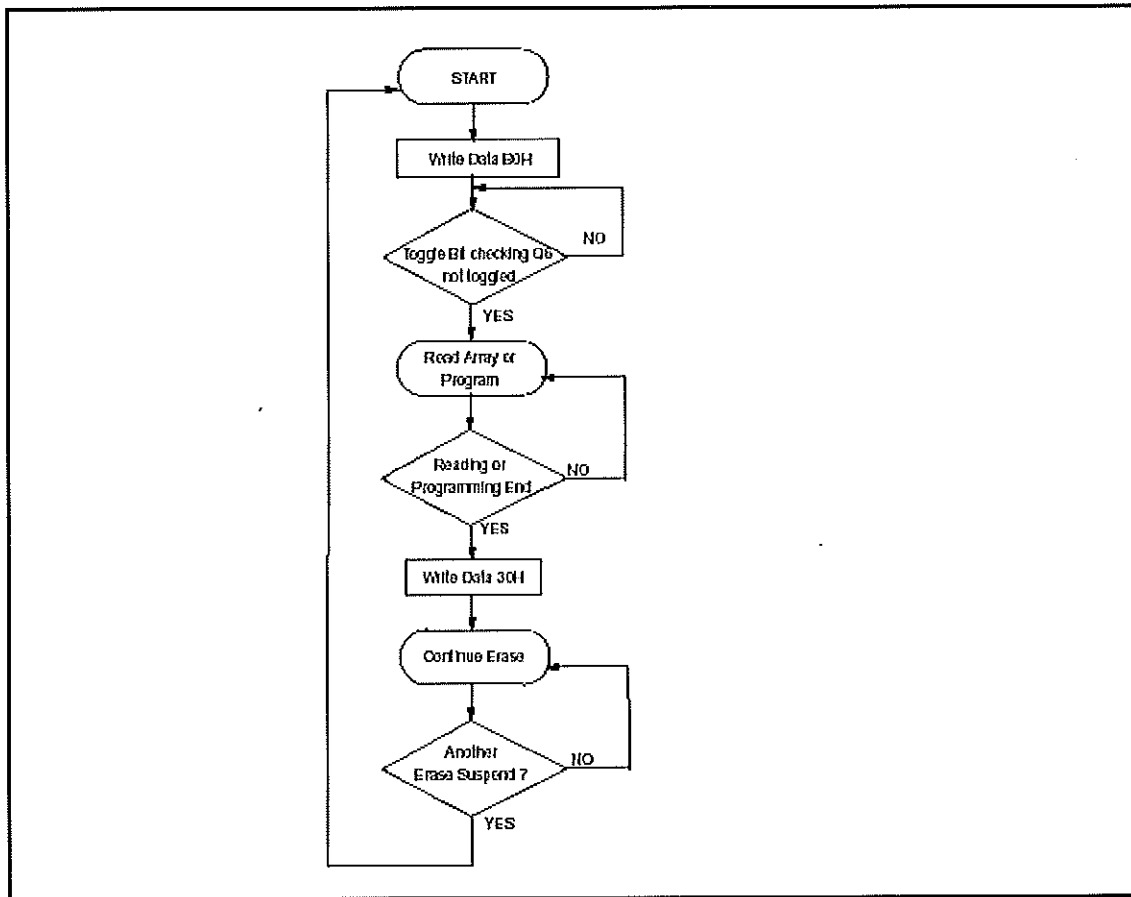 START
Write Data B0H
NO
Toggle Bit checking Q6
not toggled
YES
Read Array or
Program
Reading or
NO
Programming End
YES
Write Data 30H
Continue Erase
Another
NO
Erase Suspend ?
YES